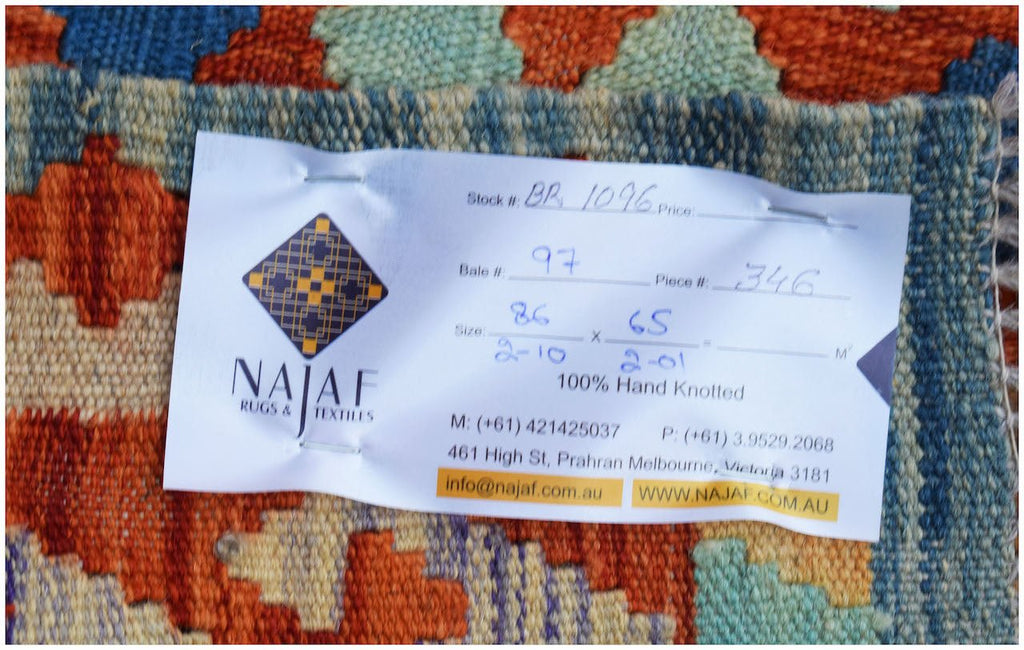 NAJAF
RUGS & TEXTILES
Stock #: BR 1096 Price:
Bale #: 97 Piece #: 346
Size: 86 x 65 = M²
2-10 2-01
100% Hand Knotted
M: (+61) 421425037 P: (+61) 3.9529.2068
461 High St, Prahran Melbourne, Victoria 3181
info@najaf.com.au WWW.NAJAF.COM.AU